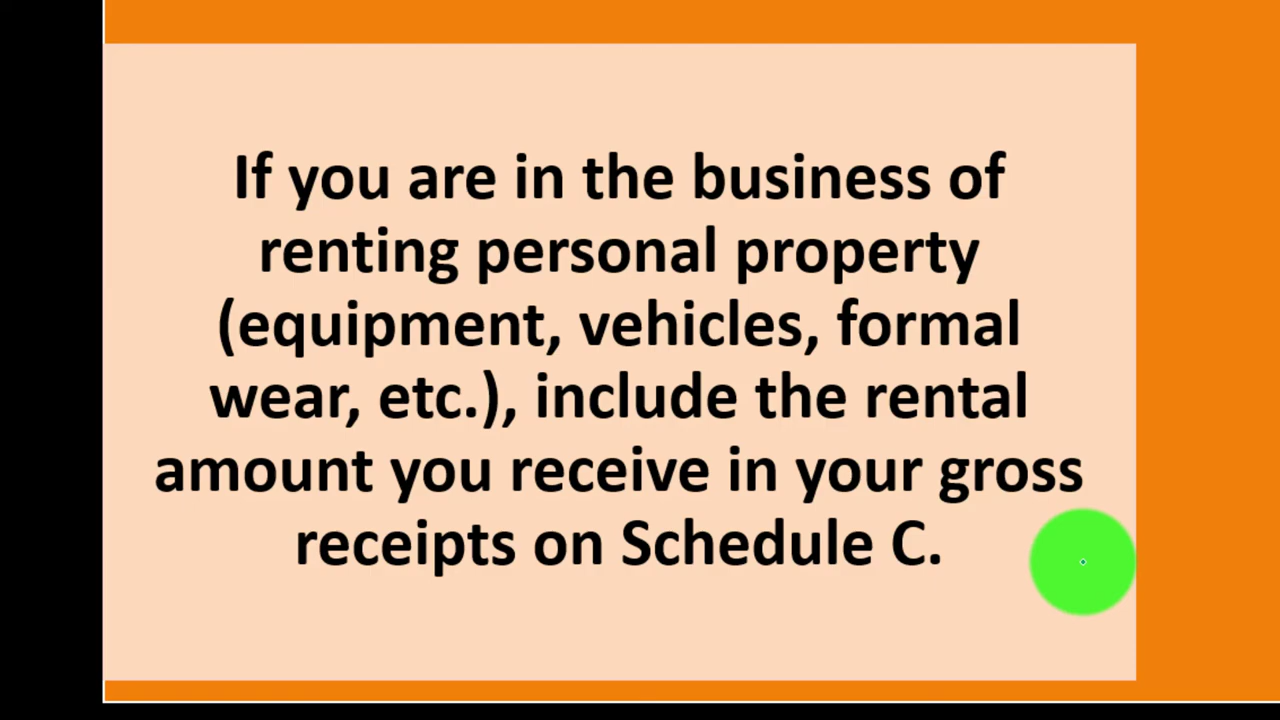 If you are in the business of
renting personal property
(equipment, vehicles, formal
wear, etc.), include the rental
amount you receive in your gross
receipts on Schedule C.